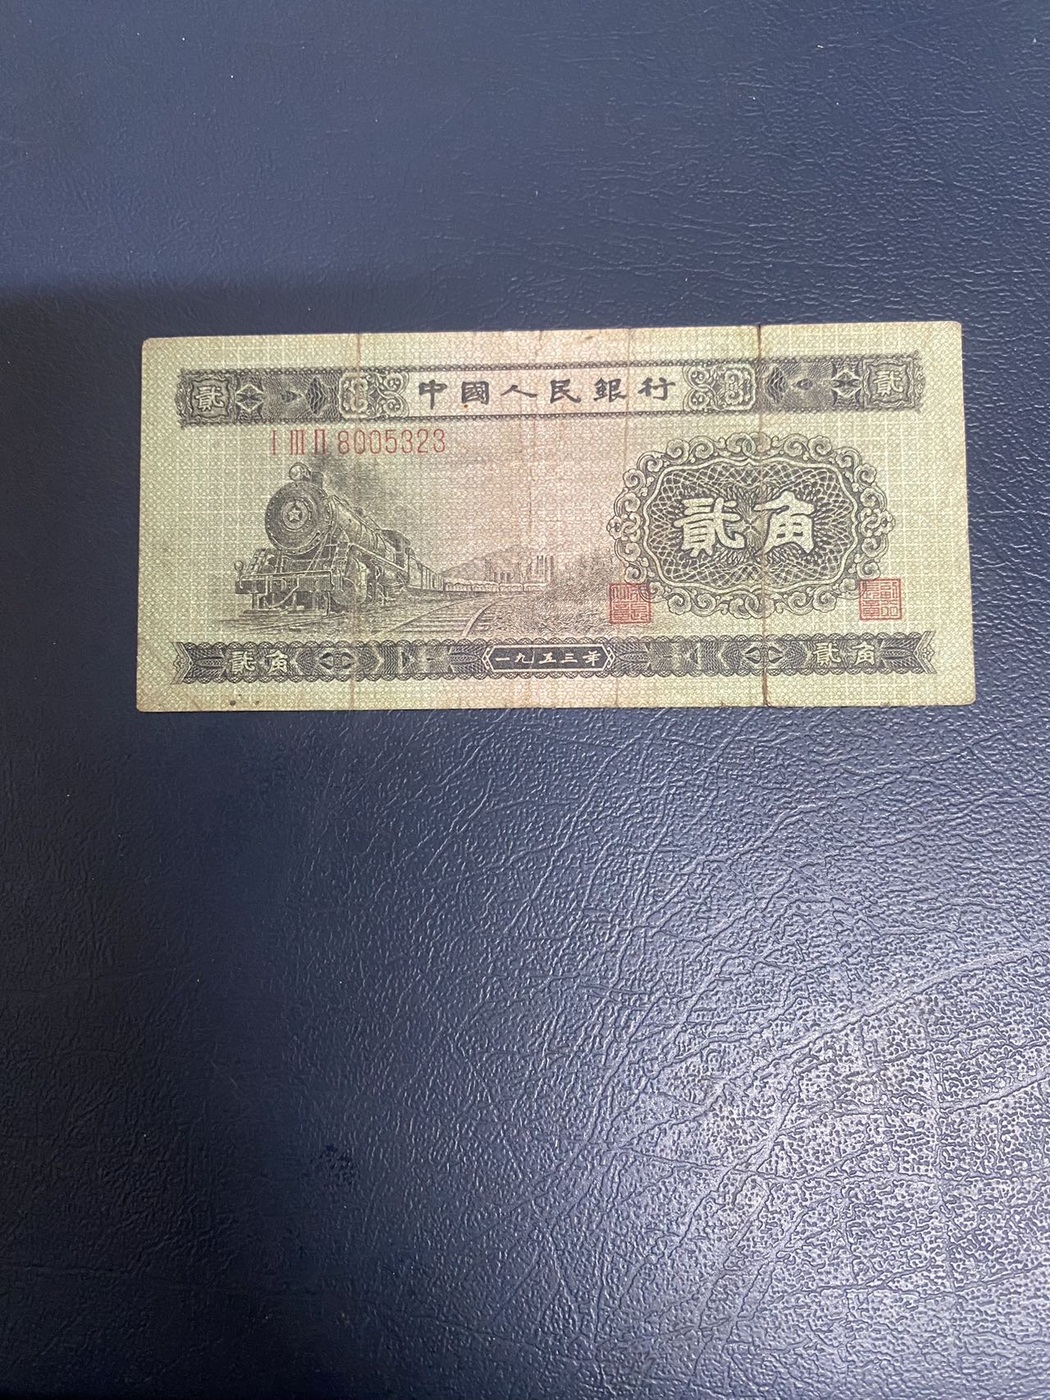 貳 中國人民銀行 貳
I III II 8005323
貳角
貳角 一九五三年 貳角